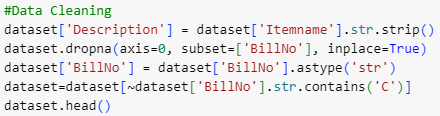 #Data Cleaning
dataset['Description'] = dataset['Itemname'].str.strip()
dataset.dropna(axis=0, subset=['BillNo'], inplace=True)
dataset['BillNo'] = dataset['BillNo'].astype('str')
dataset=dataset[~dataset['BillNo'].str.contains('C')]
dataset.head()